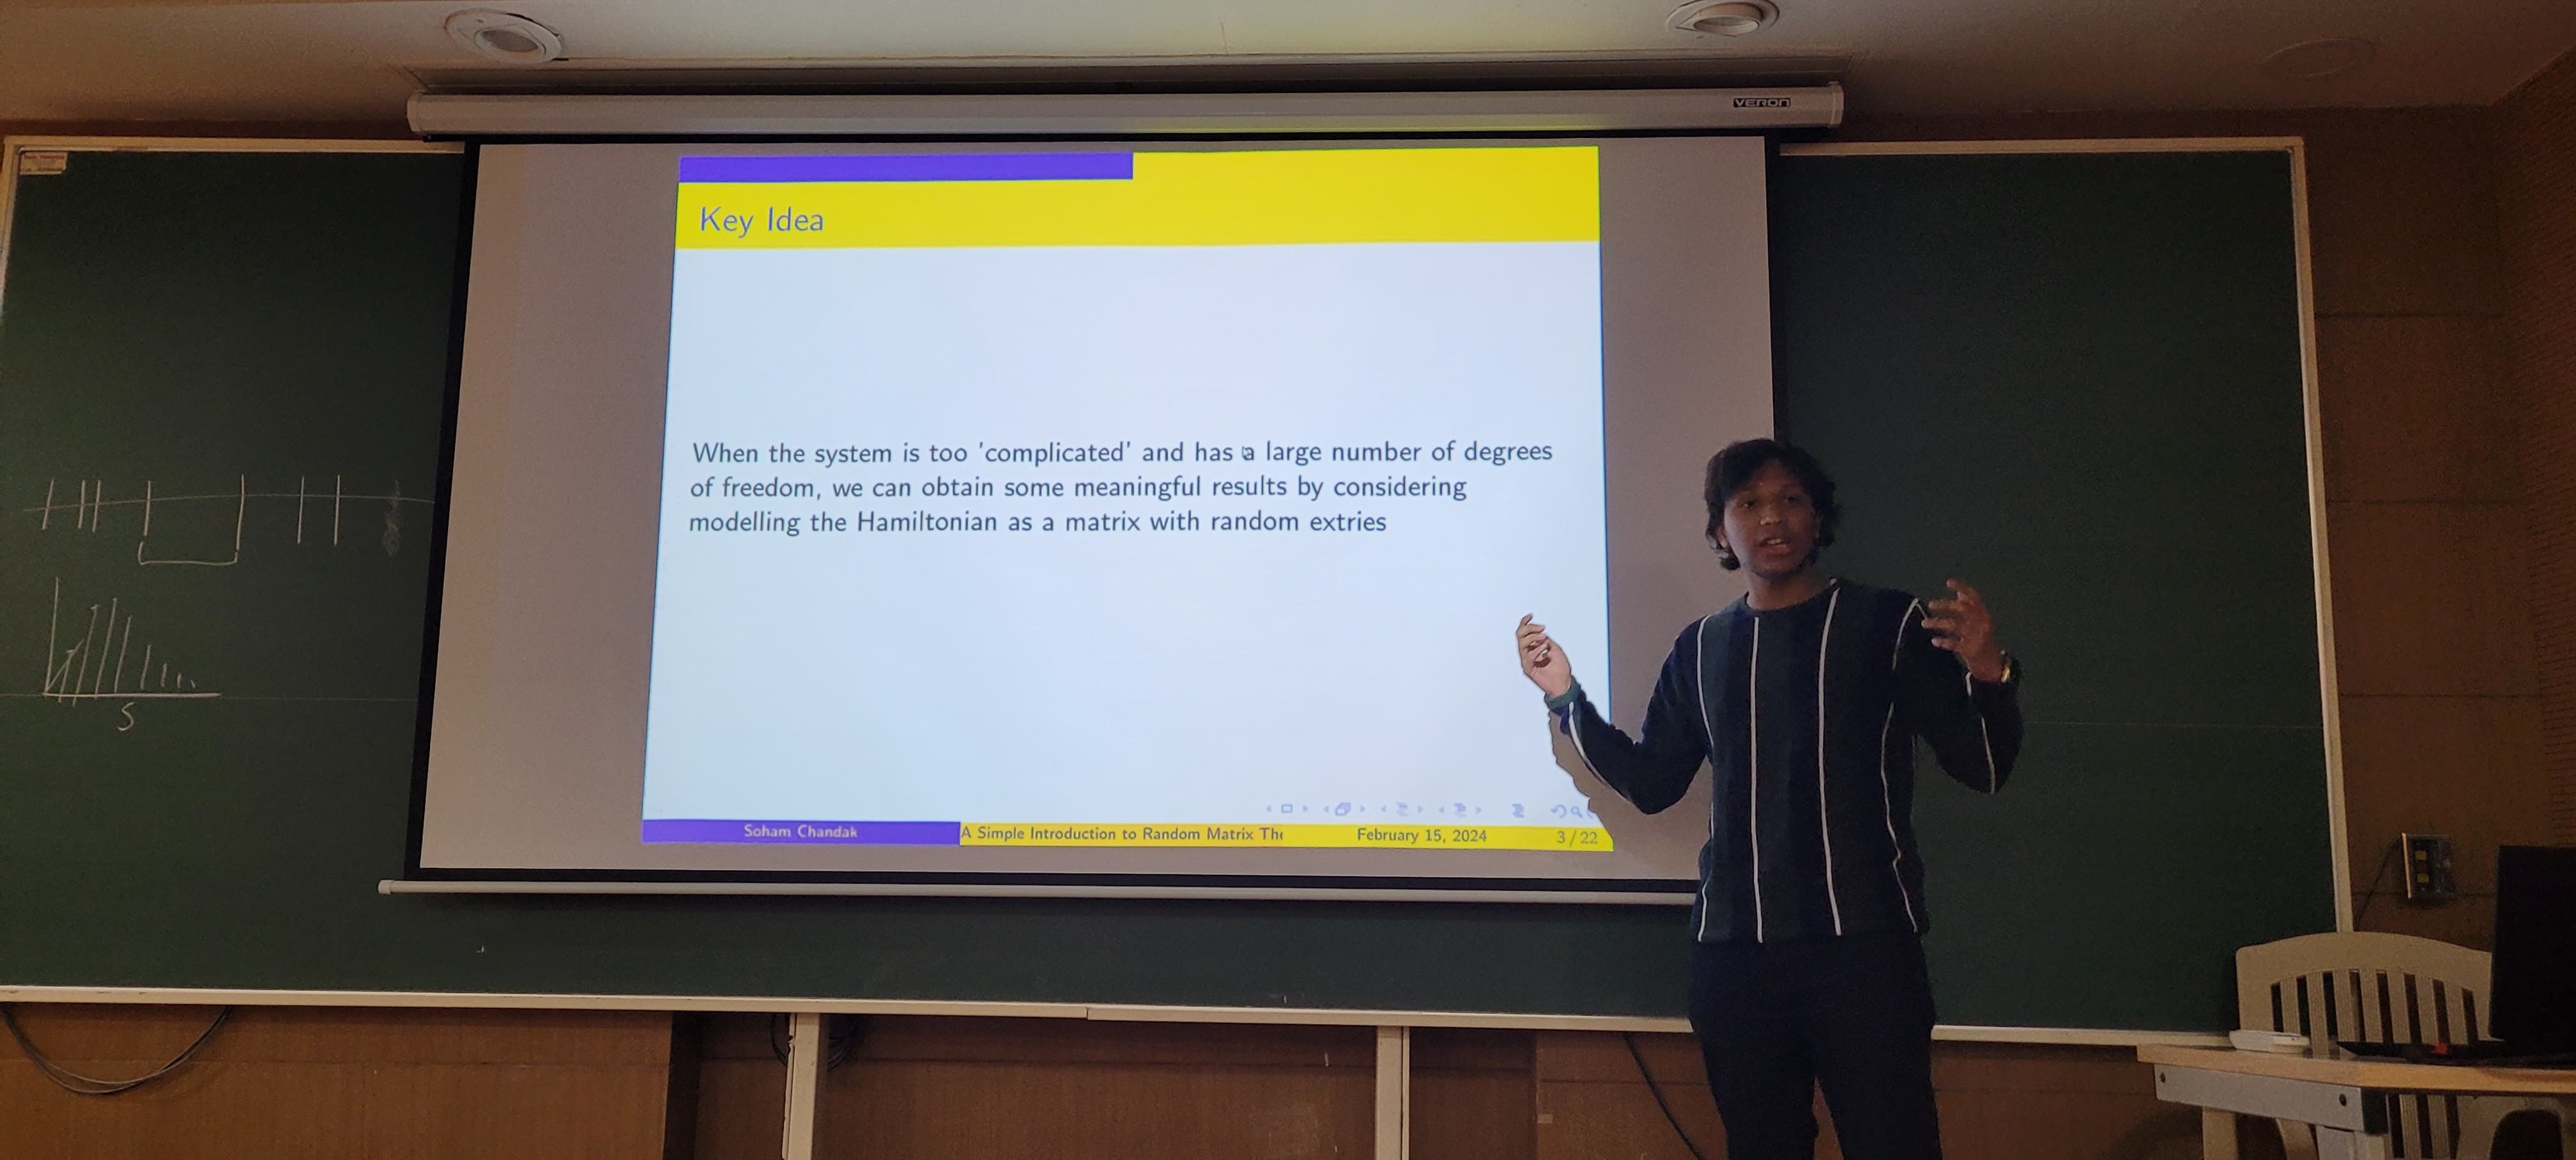 VERON
Key Idea
When the system is too 'complicated' and has a large number of degrees
of freedom, we can obtain some meaningful results by considering
modelling the Hamiltonian as a matrix with random extries
Soham Chandak
A Simple Introduction to Random Matrix The
February 15, 2024
3 / 22
S